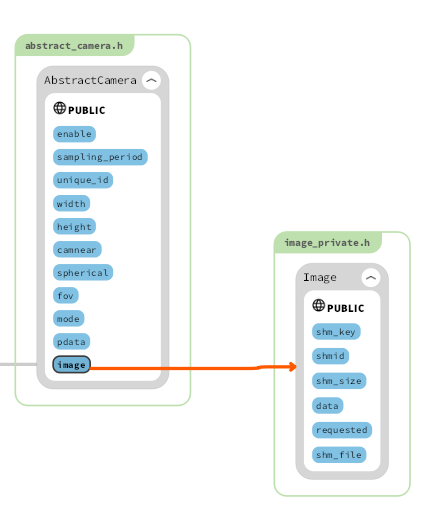 abstract_camera.h
AbstractCamera
PUBLIC
enable
sampling_period
unique_id
width
height
camnear
spherical
fov
mode
pdata
image
image_private.h
Image
PUBLIC
shm_key
shmid
shm_size
data
requested
shm_file